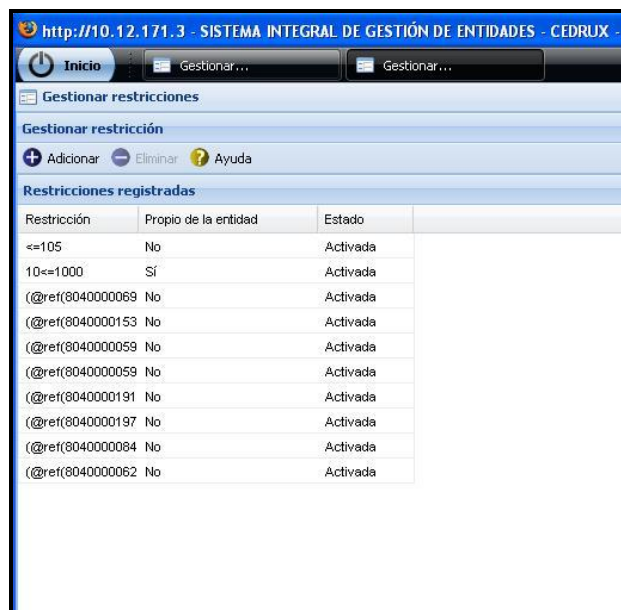 http://10.12.171.3 - SISTEMA INTEGRAL DE GESTIÓN DE ENTIDADES - CEDRUX -
Inicio Gestionar... Gestionar...
Gestionar restricciones
Gestionar restricción
Adicionar Eliminar Ayuda
Restricciones registradas
Restricción Propio de la entidad Estado
<=105 No Activada
10<=1000 Sí Activada
(@ref(8040000069 No Activada
(@ref(8040000153 No Activada
(@ref(8040000059 No Activada
(@ref(8040000059 No Activada
(@ref(8040000191 No Activada
(@ref(8040000197 No Activada
(@ref(8040000084 No Activada
(@ref(8040000062 No Activada